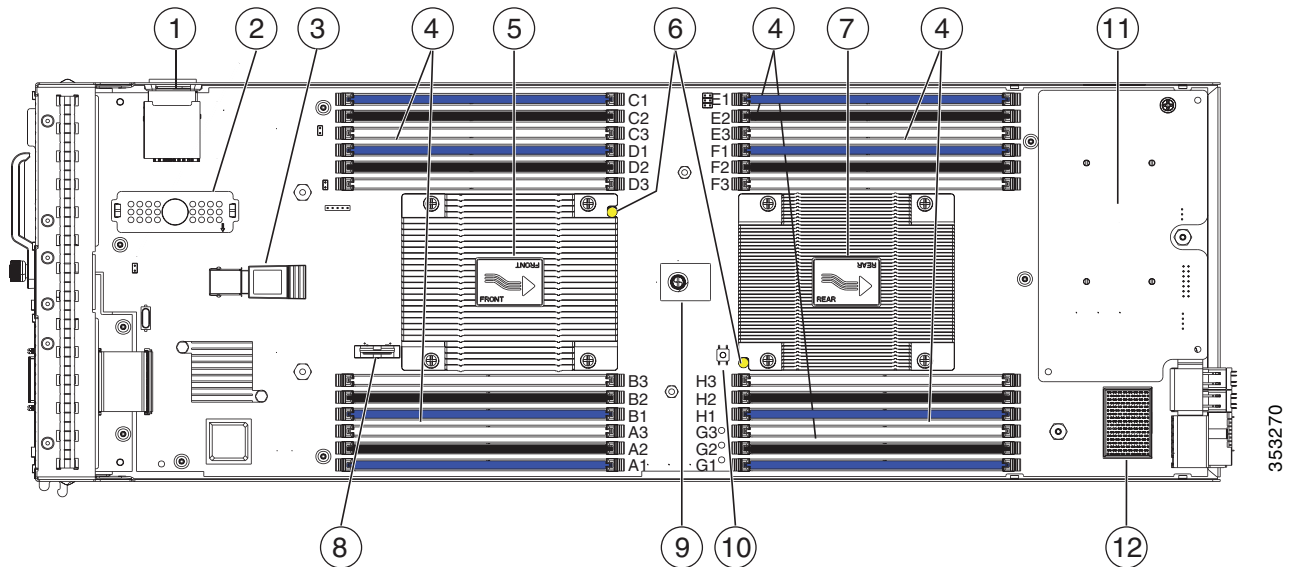 1 2 3 4 5 6 4 7 4 11
C1 E1
C2 E2
C3 E3
D1 F1
D2 F2
D3 F3
FRONT REAR
FRONT REAR
B3 H3
B2 H2
B1 H1
A3 G3
A2 G2
A1 G1
353270
8 9 10 12